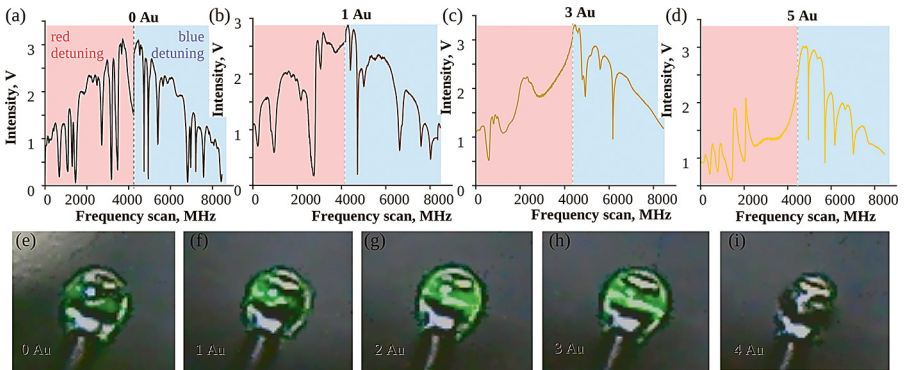 (a)
0 Au
red
detuning
blue
detuning
Intensity, V
3
2
1
0
0
2000
4000
6000
8000
Frequency scan, MHz
(b)
1 Au
Intensity, V
3
2
1
0
0
2000
4000
6000
8000
Frequency scan, MHz
(c)
3 Au
Intensity, V
3
2
1
0
0
2000
4000
6000
8000
Frequency scan, MHz
(d)
5 Au
Intensity, V
3
2
1
0
0
2000
4000
6000
8000
Frequency scan, MHz
(e)
0 Au
(f)
1 Au
(g)
2 Au
(h)
3 Au
(i)
4 Au